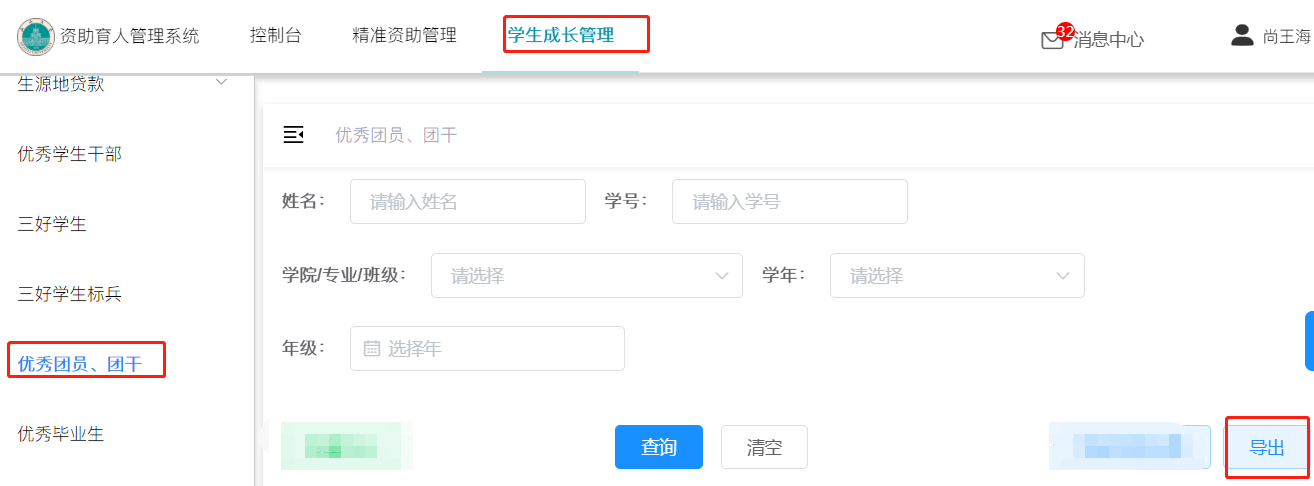 资助育人管理系统 控制台 精准资助管理 学生成长管理 32 消息中心 尚王海
生源地贷款
优秀学生干部
三好学生
三好学生标兵
优秀团员、团干
优秀毕业生
优秀团员、团干
姓名： 请输入姓名 学号： 请输入学号
学院/专业/班级： 请选择 学年： 请选择
年级： 选择年
查询 清空 导出